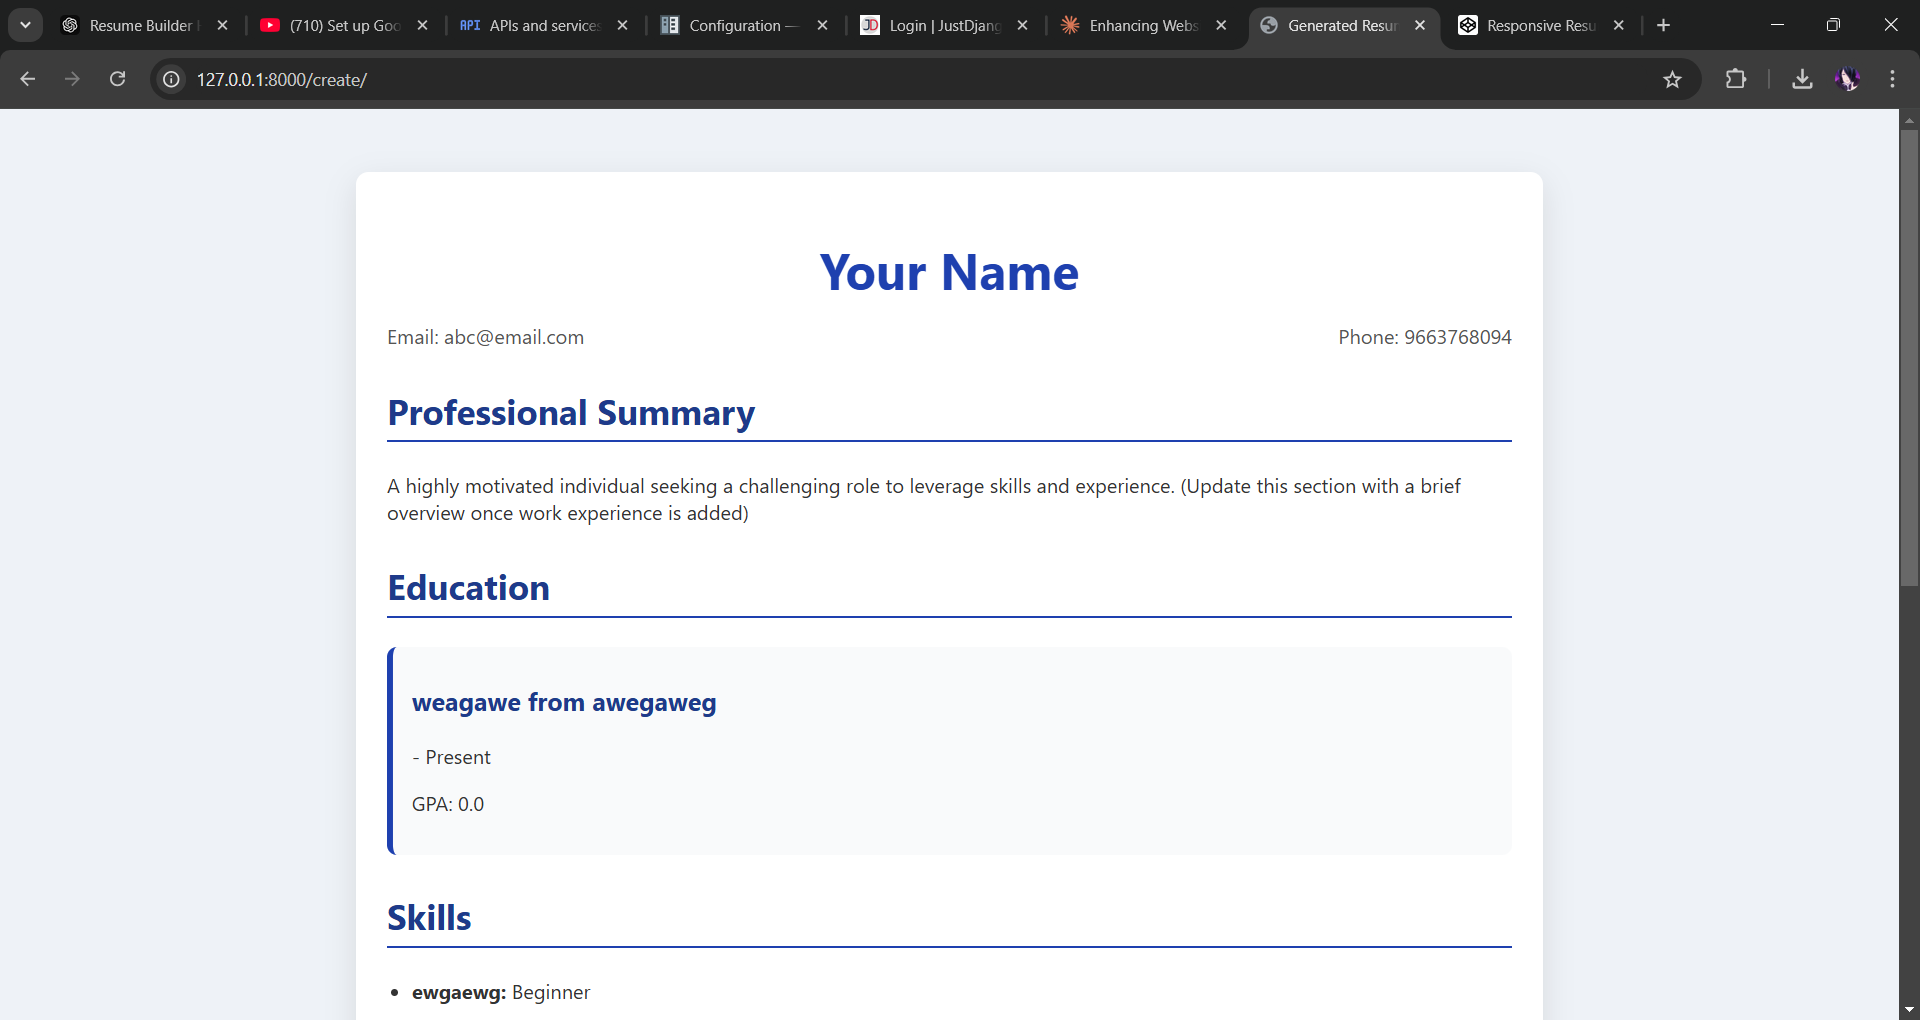 Resume Builder
(710) Set up Goo
API APIs and services
Configuration —
JD Login | JustDjang
Enhancing Webs
Generated Resur
Responsive Resu
127.0.0.1:8000/create/
Your Name
Email: abc@email.com
Phone: 9663768094
Professional Summary
A highly motivated individual seeking a challenging role to leverage skills and experience. (Update this section with a brief
overview once work experience is added)
Education
weagawe from awegaweg
- Present
GPA: 0.0
Skills
• ewgaewg: Beginner